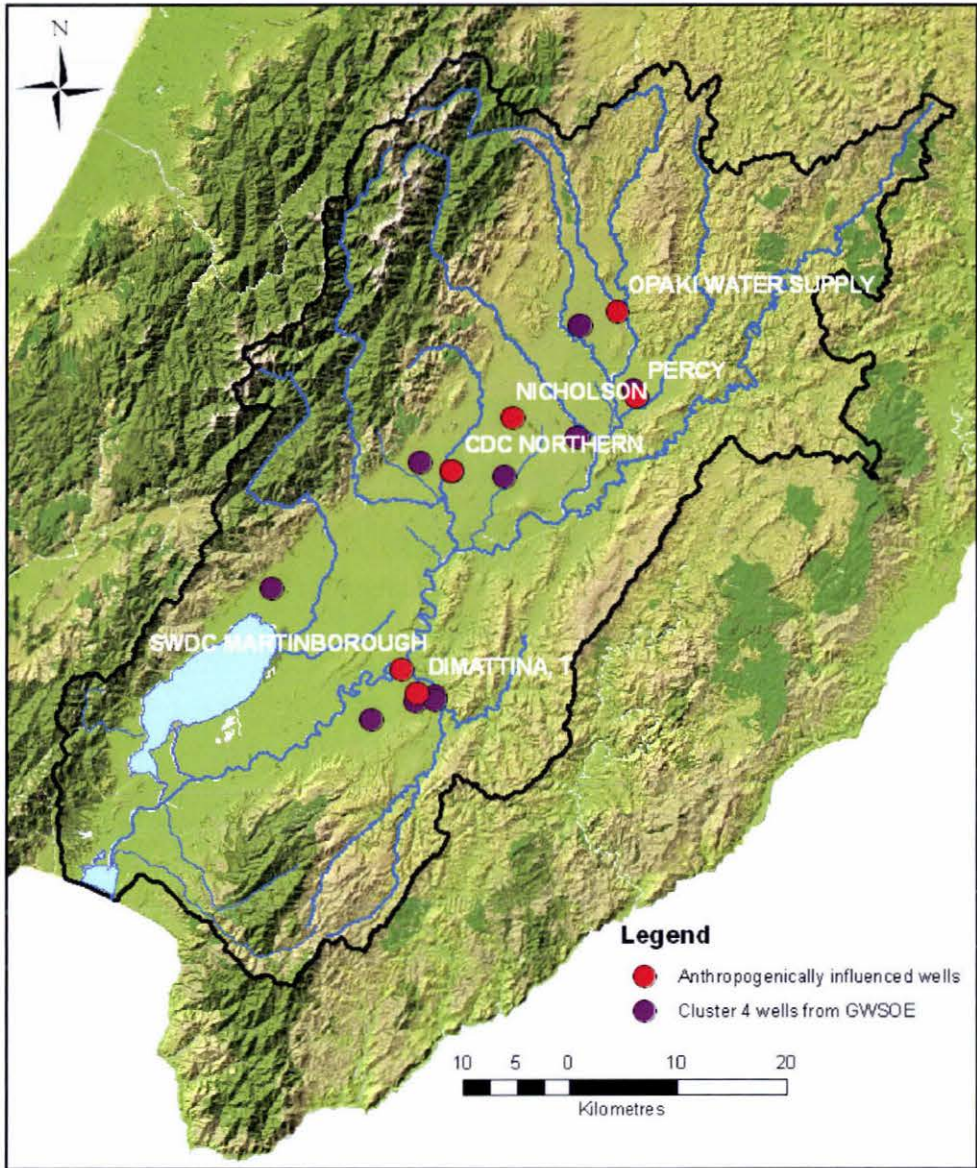 N
OPAKI WATER SUPPLY
PERCY
NICHOLSON
CDC NORTHERN
SWDC MARTINBOROUGH
DIMATTINA, T
Legend
Anthropogenically influenced wells
Cluster 4 wells from GWSOE
10 5 0 10 20
Kilometres